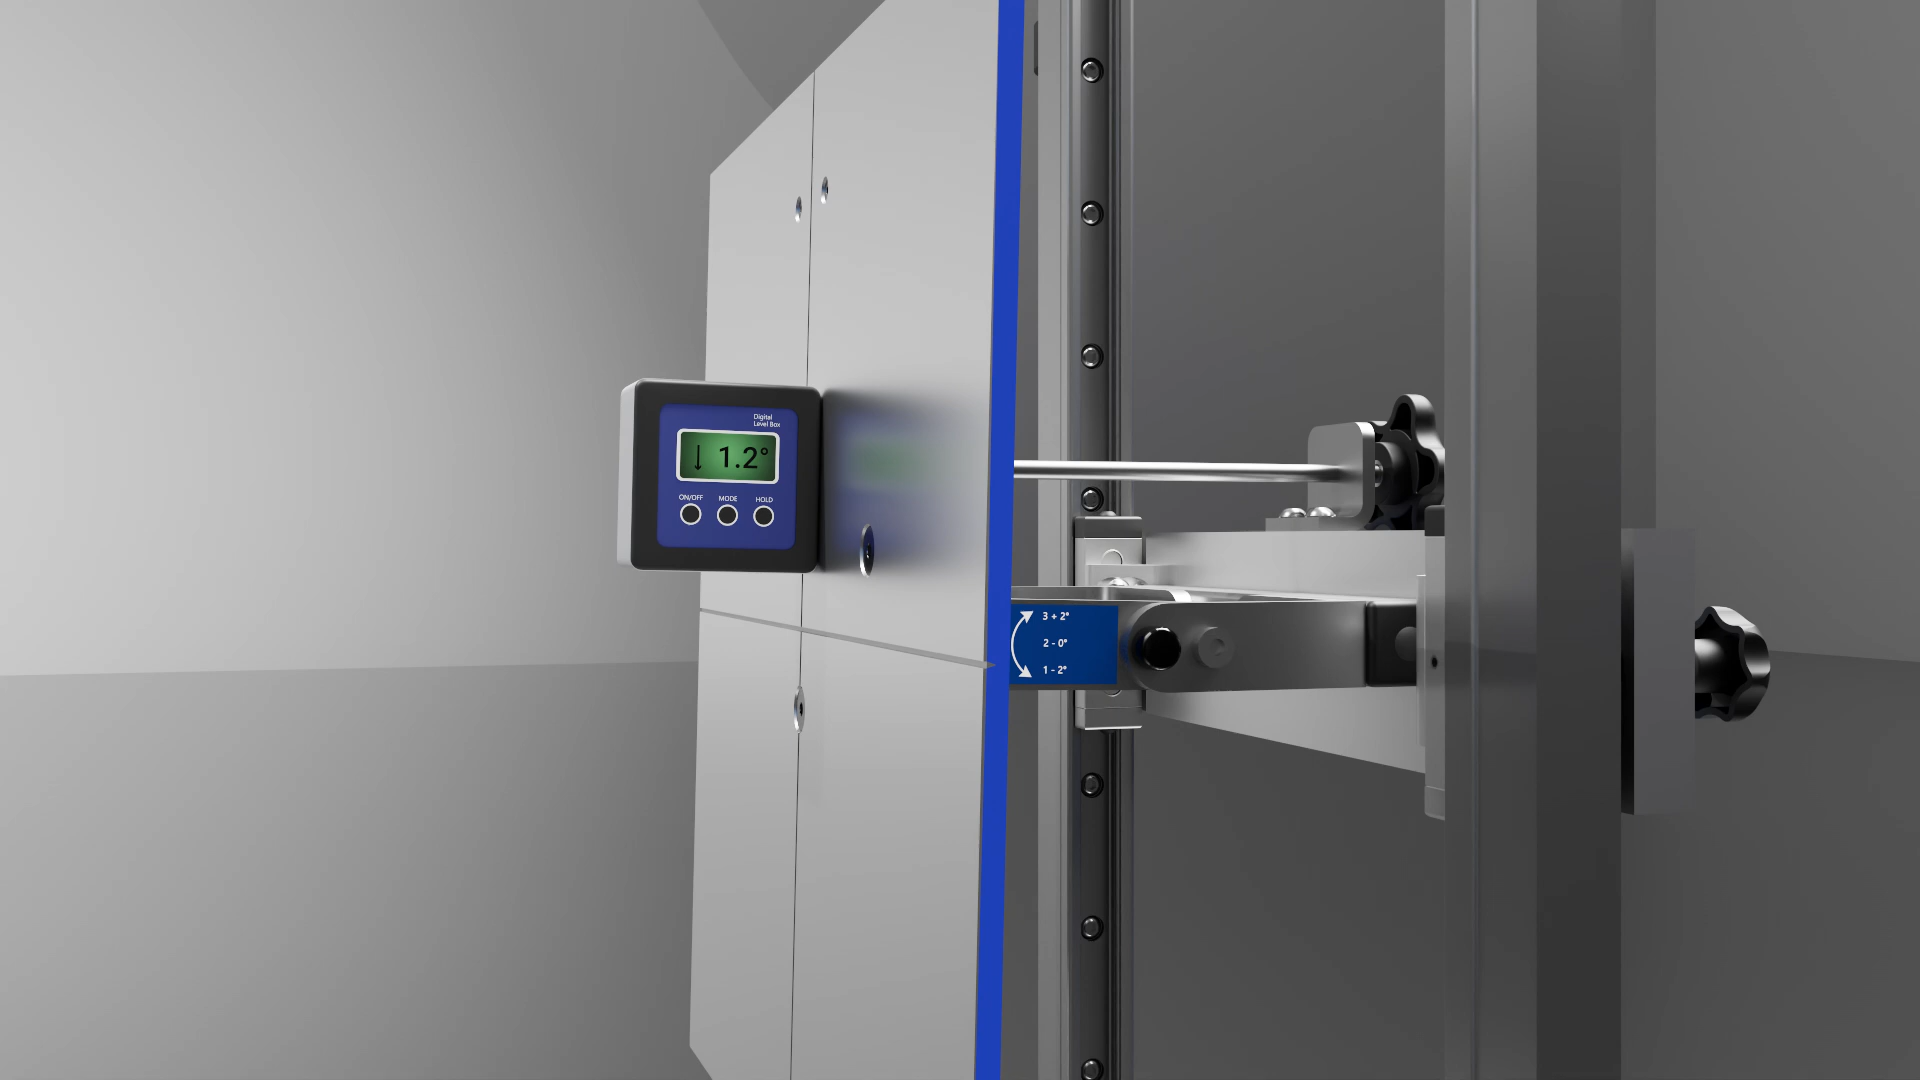 Digital
Level Box
↓ 1.2°
ON/OFF MODE HOLD
3 + 2°
2 - 0°
1 - 2°